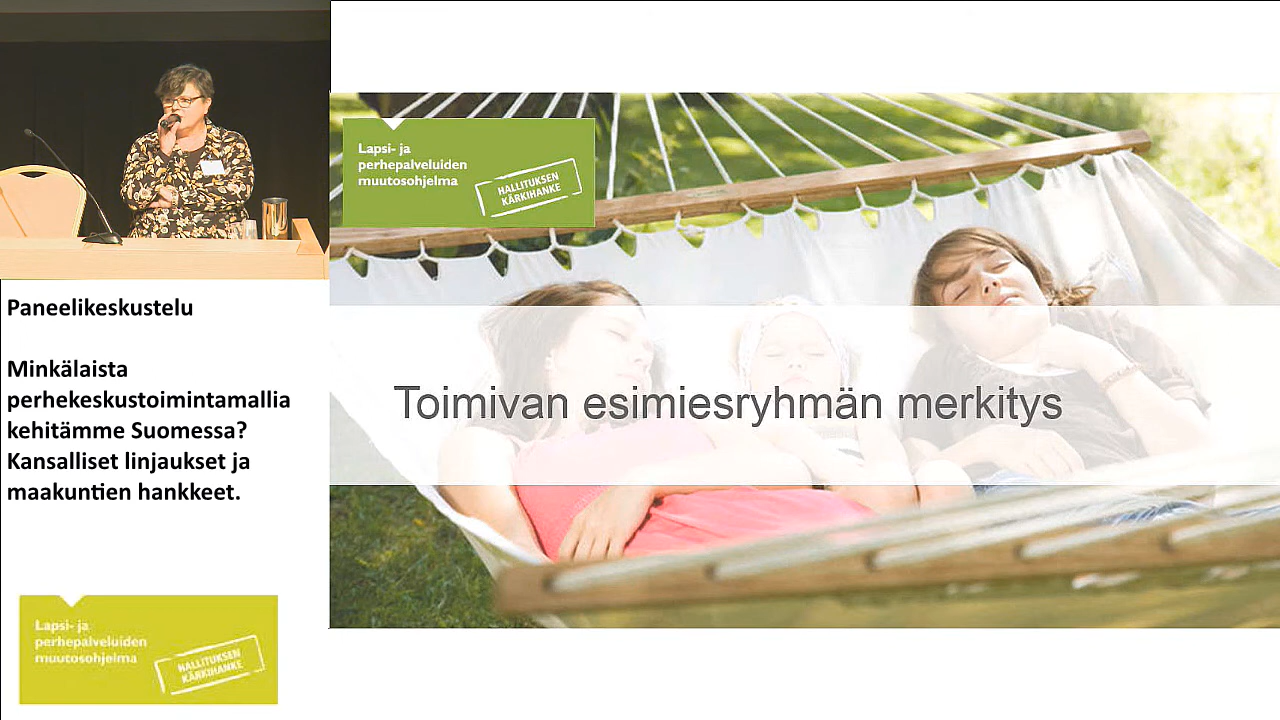 Paneelikeskustelu
Minkälaista
perhekeskustoimintamallia
kehitämme Suomessa?
Kansalliset linjaukset ja
maakuntien hankkeet.
Lapsi- ja
perhepalveluiden
muutosohjelma
HALLITUKSEN
KÄRKIHANKE
Lapsi- ja
perhepalveluiden
muutosohjelma
HALLITUKSEN
KÄRKIHANKE
Toimivan esimiesryhmän merkitys